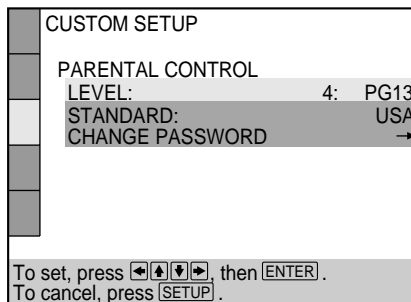 CUSTOM SETUP
PARENTAL CONTROL
LEVEL: 4: PG13
STANDARD: USA
CHANGE PASSWORD →
To set, press ←↑↓→, then ENTER.
To cancel, press SETUP.